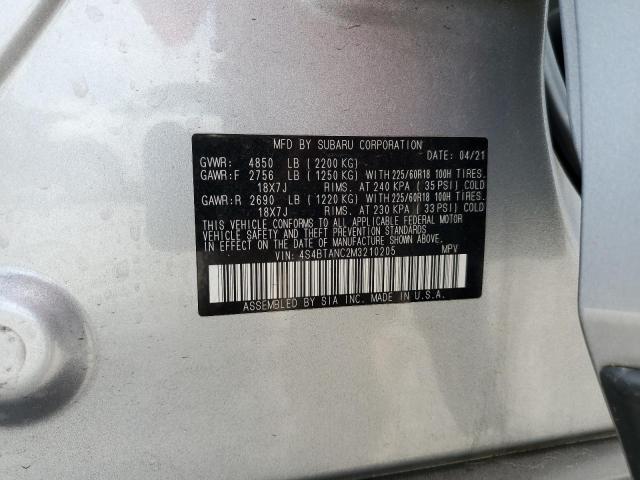 MFD BY SUBARU CORPORATION
GVWR: 4850 LB (2200 KG) DATE: 04/21
GAWR:F 2756 LB (1250 KG) WITH 225/60R18 100H TIRES.
18X7J RIMS. AT 240 KPA (35 PSI) COLD
GAWR:R 2690 LB (1220 KG) WITH 225/60R18 100H TIRES.
18X7J RIMS. AT 230 KPA (33 PSI) COLD
THIS VEHICLE CONFORMS TO ALL APPLICABLE FEDERAL MOTOR
VEHICLE SAFETY AND THEFT PREVENTION STANDARDS
IN EFFECT ON THE DATE OF MANUFACTURE SHOWN ABOVE.
VIN: 4S4BTANC2M3210205 MPV
ASSEMBLED BY SIA INC. MADE IN U.S.A.